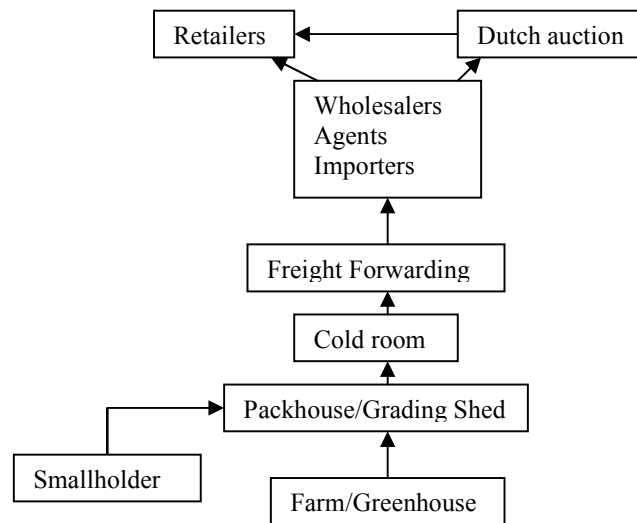 Retailers
Dutch auction
Wholesalers
Agents
Importers
Freight Forwarding
Cold room
Packhouse/Grading Shed
Smallholder
Farm/Greenhouse